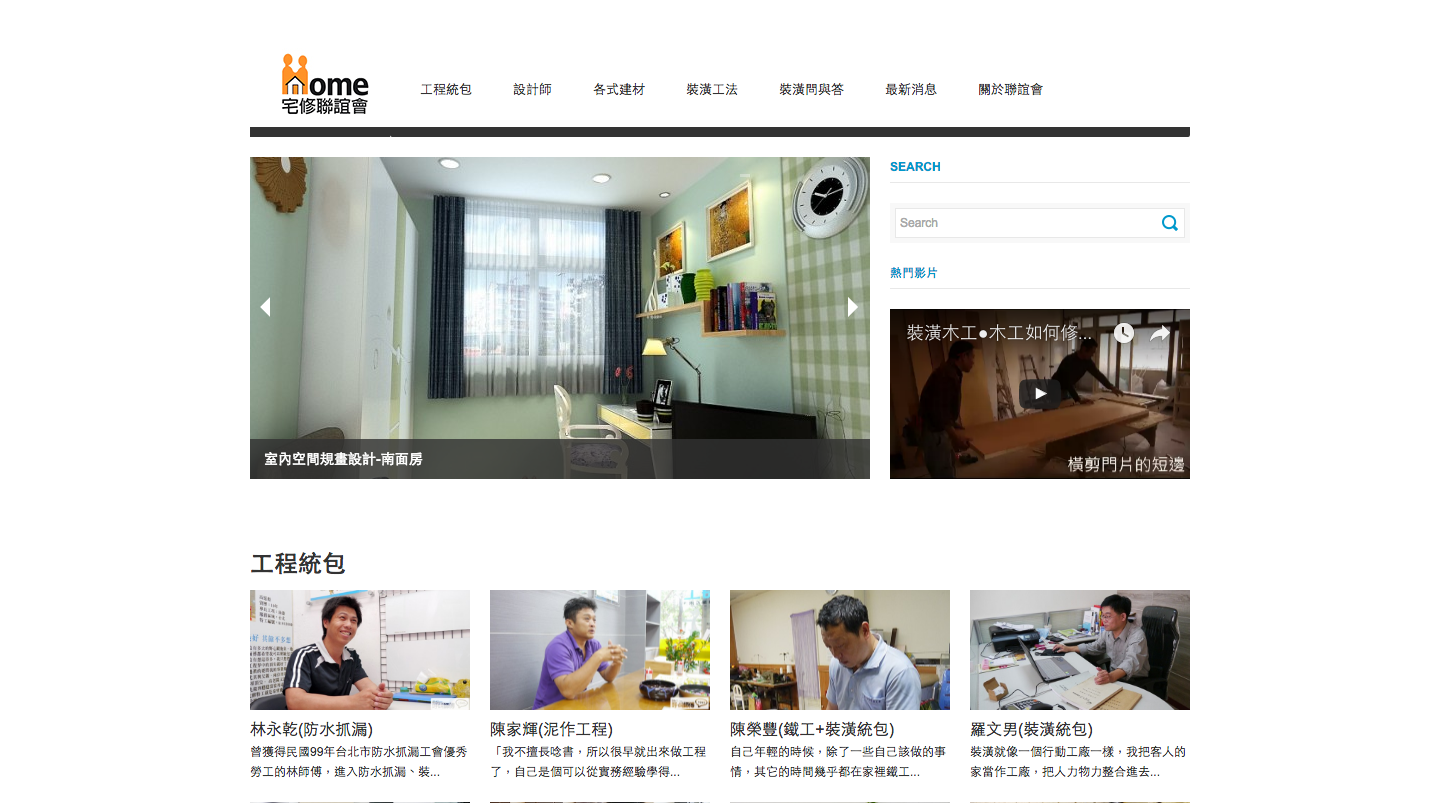 Home
宅修聯誼會
工程統包 設計師 各式建材 裝潢工法 裝潢問與答 最新消息 關於聯誼會
SEARCH
Search
熱門影片
裝潢木工●木工如何修...
橫剪門片的短邊
室內空間規畫設計-南面房
工程統包
林永乾(防水抓漏)
曾獲得民國99年台北市防水抓漏工會優秀
勞工的林師傅，進入防水抓漏、裝...
陳家輝(泥作工程)
「我不擅長唸書，所以很早就出來做工程
了，自己是個可以從實務經驗學得...
陳榮豐(鐵工+裝潢統包)
自己年輕的時候，除了一些自己該做的事
情，其它的時間幾乎都在家裡鐵工...
羅文男(裝潢統包)
裝潢就像一個行動工廠一樣，我把客人的
家當作工廠，把人力物力整合進去...